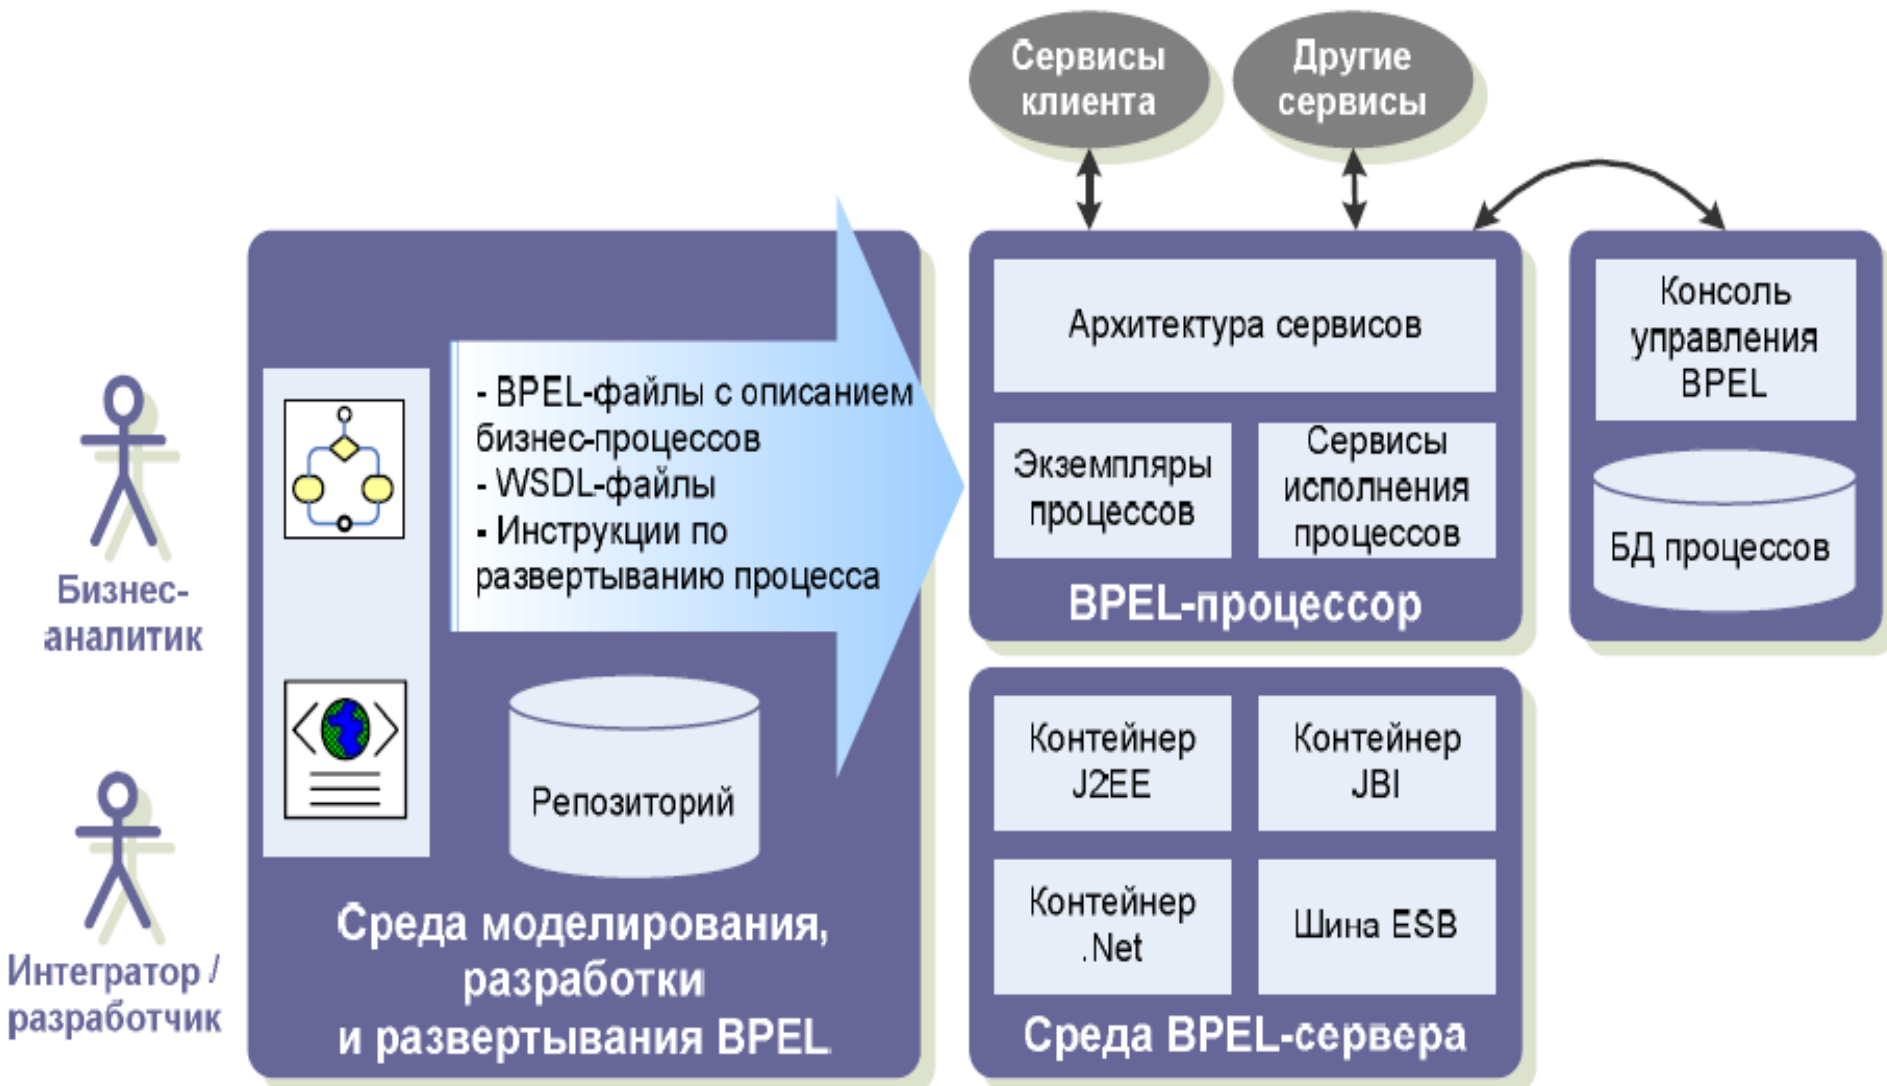 Сервисы
клиента
Другие
сервисы
Бизнес-
аналитик
Интегратор /
разработчик
- BPEL-файлы с описанием
бизнес-процессов
- WSDL-файлы
- Инструкции по
развертыванию процесса
Репозиторий
Среда моделирования,
разработки
и развертывания BPEL
Архитектура сервисов
Экземпляры
процессов
Сервисы
исполнения
процессов
BPEL-процессор
Консоль
управления
BPEL
БД процессов
Контейнер
J2EE
Контейнер
JBI
Контейнер
.Net
Шина ESB
Среда BPEL-сервера